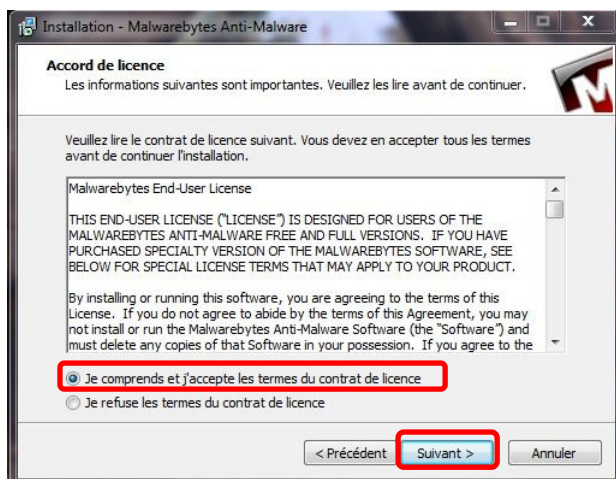 Installation - Malwarebytes Anti-Malware
Accord de licence
Les informations suivantes sont importantes. Veuillez les lire avant de continuer.
Veuillez lire le contrat de licence suivant. Vous devez en accepter tous les termes
avant de continuer l'installation.
Malwarebytes End-User License
THIS END-USER LICENSE ("LICENSE") IS DESIGNED FOR USERS OF THE
MALWAREBYTES ANTI-MALWARE FREE AND FULL VERSIONS. IF YOU HAVE
PURCHASED SPECIALTY VERSION OF THE MALWAREBYTES SOFTWARE, SEE
BELOW FOR SPECIAL LICENSE TERMS THAT MAY APPLY TO YOUR PRODUCT.
By installing or running this software, you are agreeing to the terms of this
License. If you do not agree to abide by the terms of this Agreement, you may
not install or run the Malwarebytes Anti-Malware Software (the "Software") and
must delete any copies of that Software in your possession. If you agree to the
Je comprends et j'accepte les termes du contrat de licence
Je refuse les termes du contrat de licence
< Précédent Suivant > Annuler